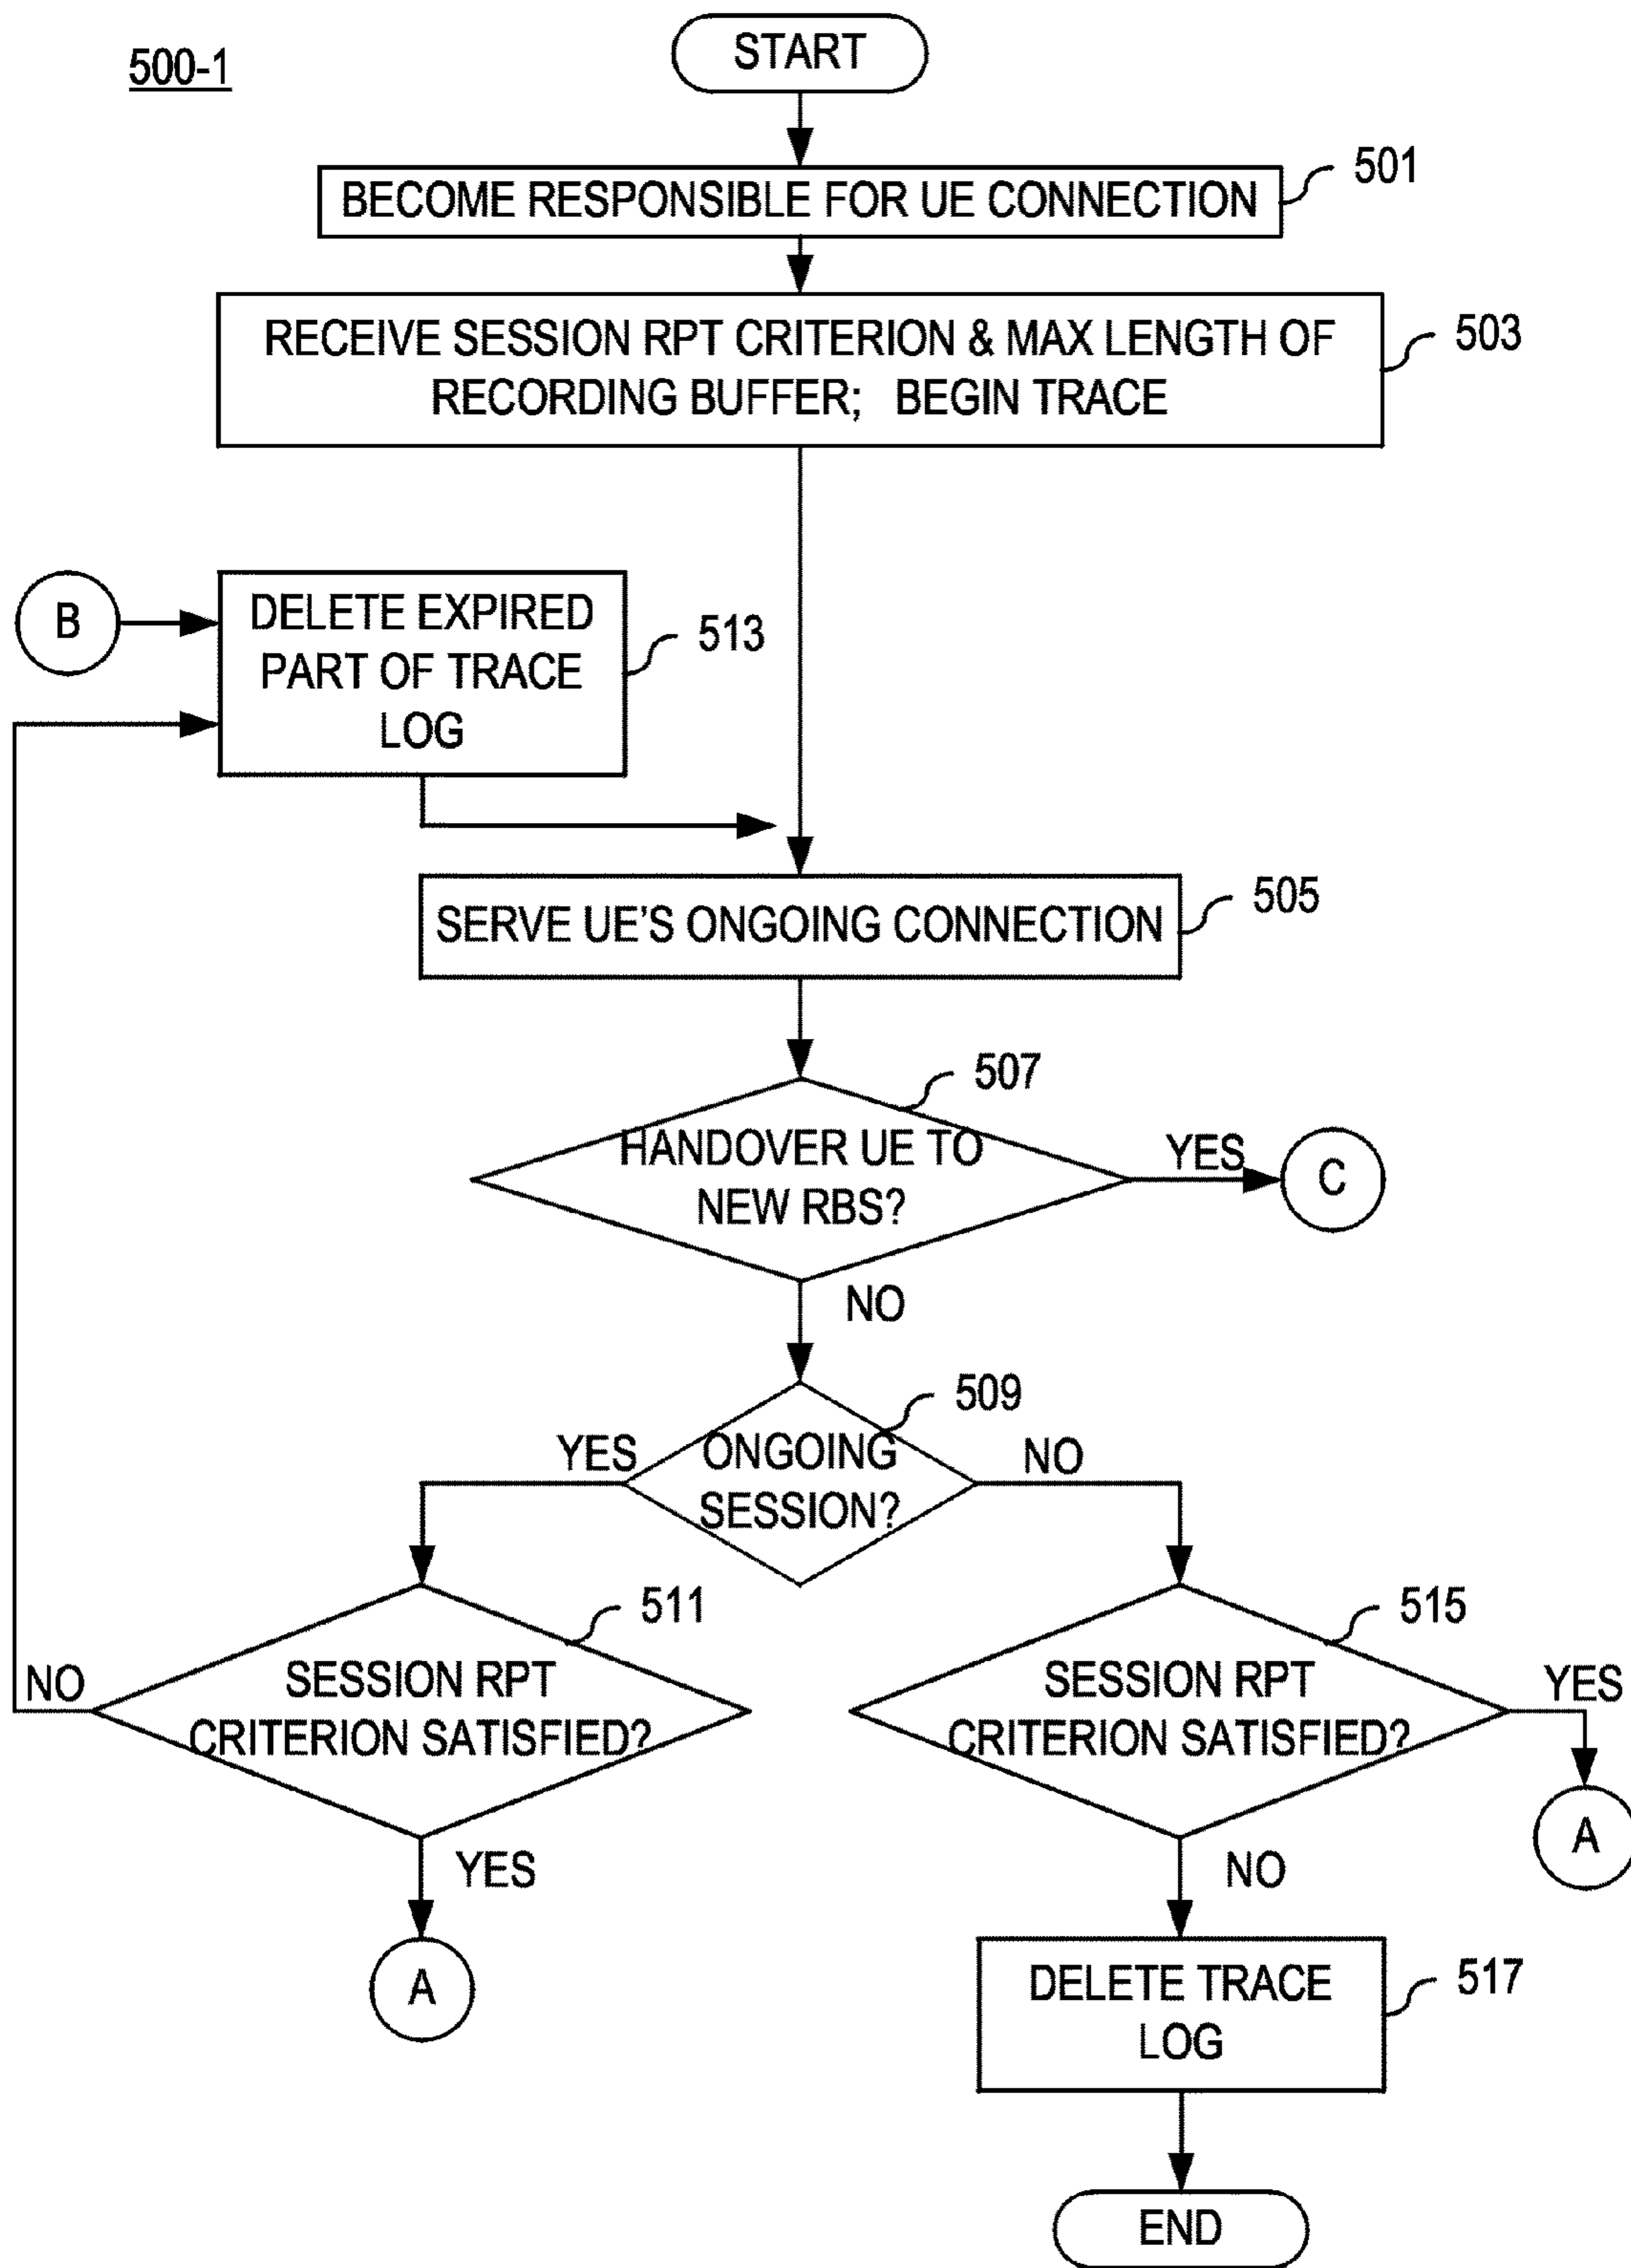 500-1
START
BECOME RESPONSIBLE FOR UE CONNECTION
501
RECEIVE SESSION RPT CRITERION & MAX LENGTH OF
RECORDING BUFFER; BEGIN TRACE
503
B
DELETE EXPIRED
PART OF TRACE
LOG
513
SERVE UE'S ONGOING CONNECTION
505
507
HANDOVER UE TO
NEW RBS?
YES
C
NO
509
YES
ONGOING
SESSION?
NO
511
SESSION RPT
CRITERION SATISFIED?
NO
YES
A
515
SESSION RPT
CRITERION SATISFIED?
YES
A
NO
DELETE TRACE
LOG
517
END